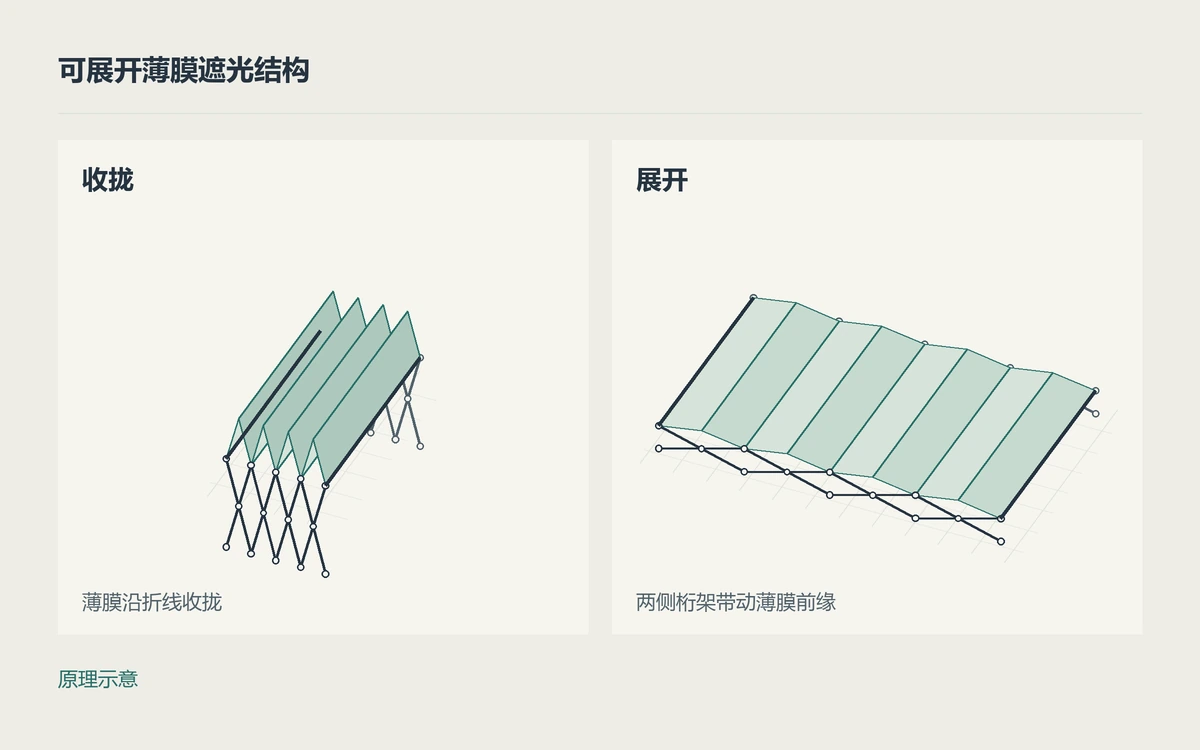 可展开薄膜遮光结构
收拢
展开
薄膜沿折线收拢
两侧桁架带动薄膜前缘
原理示意